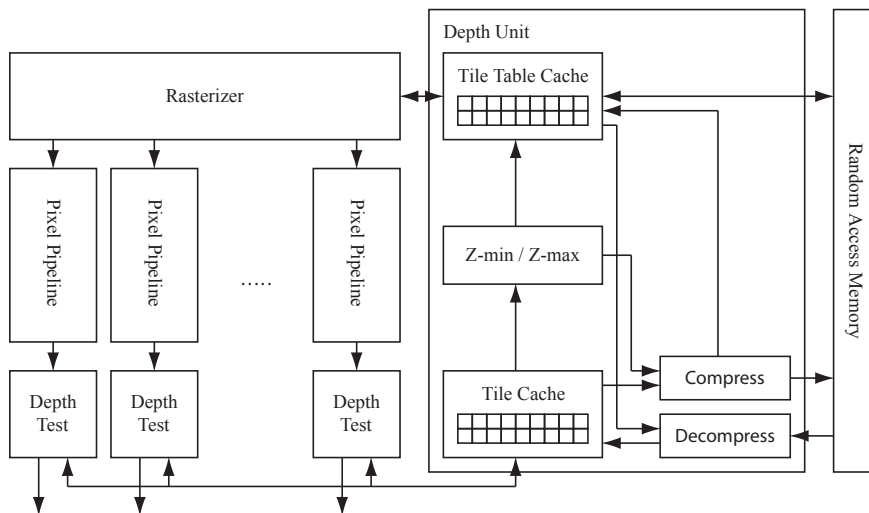 Depth Unit
Rasterizer
Tile Table Cache
Pixel Pipeline
Pixel Pipeline
.....
Pixel Pipeline
Z-min / Z-max
Random Access Memory
Depth
Test
Depth
Test
Depth
Test
Tile Cache
Compress
Decompress